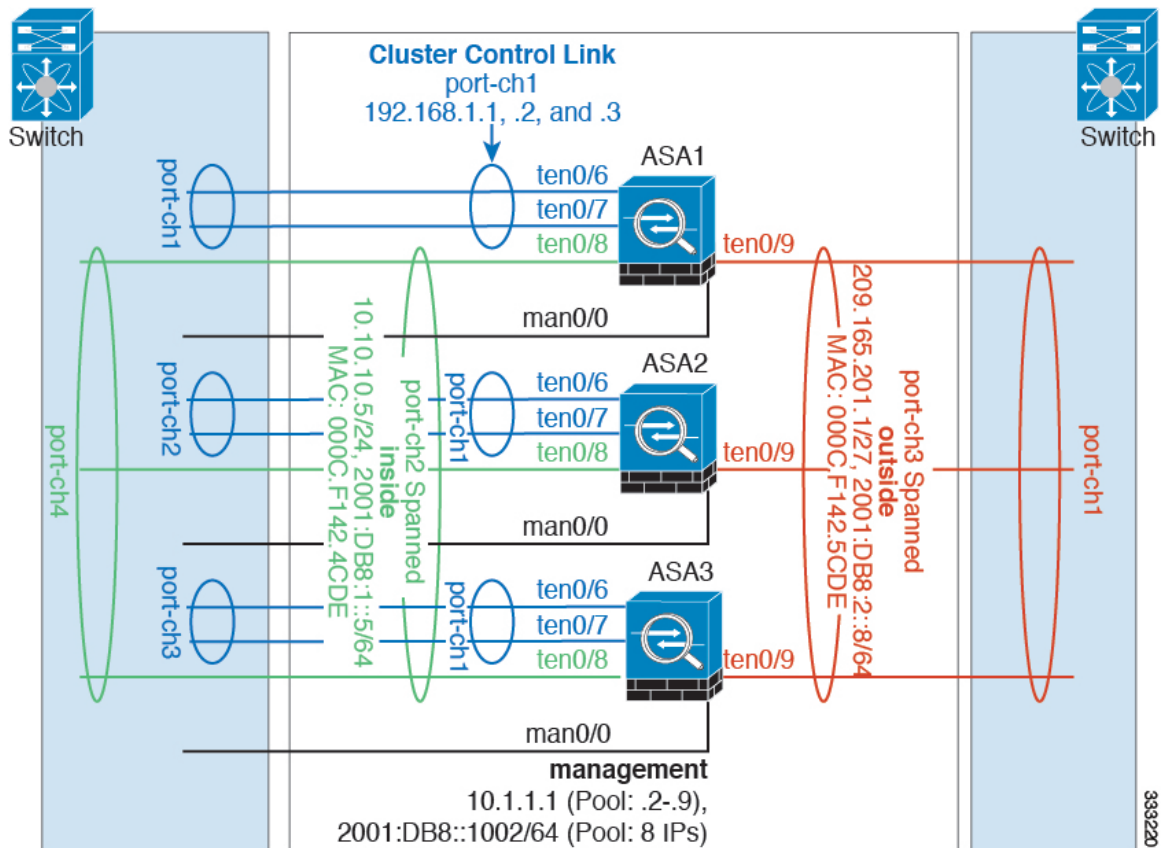 Switch
Switch
Cluster Control Link
port-ch1
192.168.1.1, .2, and .3
port-ch1
ASA1
ten0/6
ten0/7
ten0/8
ten0/9
man0/0
port-ch2
port-ch1
ASA2
ten0/6
ten0/7
ten0/8
ten0/9
man0/0
port-ch3
port-ch1
ASA3
ten0/6
ten0/7
ten0/8
ten0/9
man0/0
port-ch4
port-ch2 Spanned
inside
10.10.10.5/24, 2001:DB8:1::5/64
MAC: 000C.F142.4CDE
port-ch3 Spanned
outside
209.165.201.1/27, 2001:DB8:2::8/64
MAC: 000C.F142.5CDE
port-ch1
management
10.1.1.1 (Pool: .2-.9),
2001:DB8::1002/64 (Pool: 8 IPs)
333220